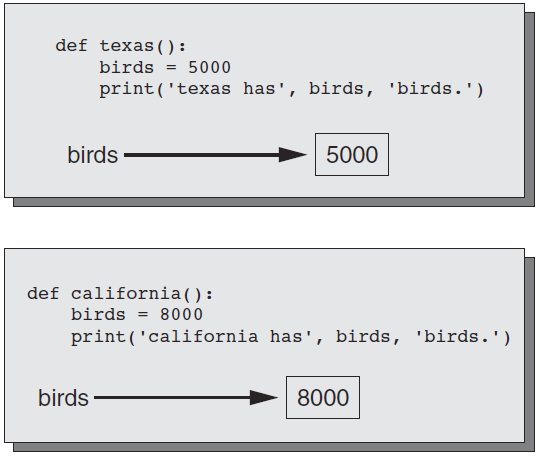 def texas():
    birds = 5000
    print('texas has', birds, 'birds.')
birds 5000
def california():
    birds = 8000
    print('california has', birds, 'birds.')
birds 8000